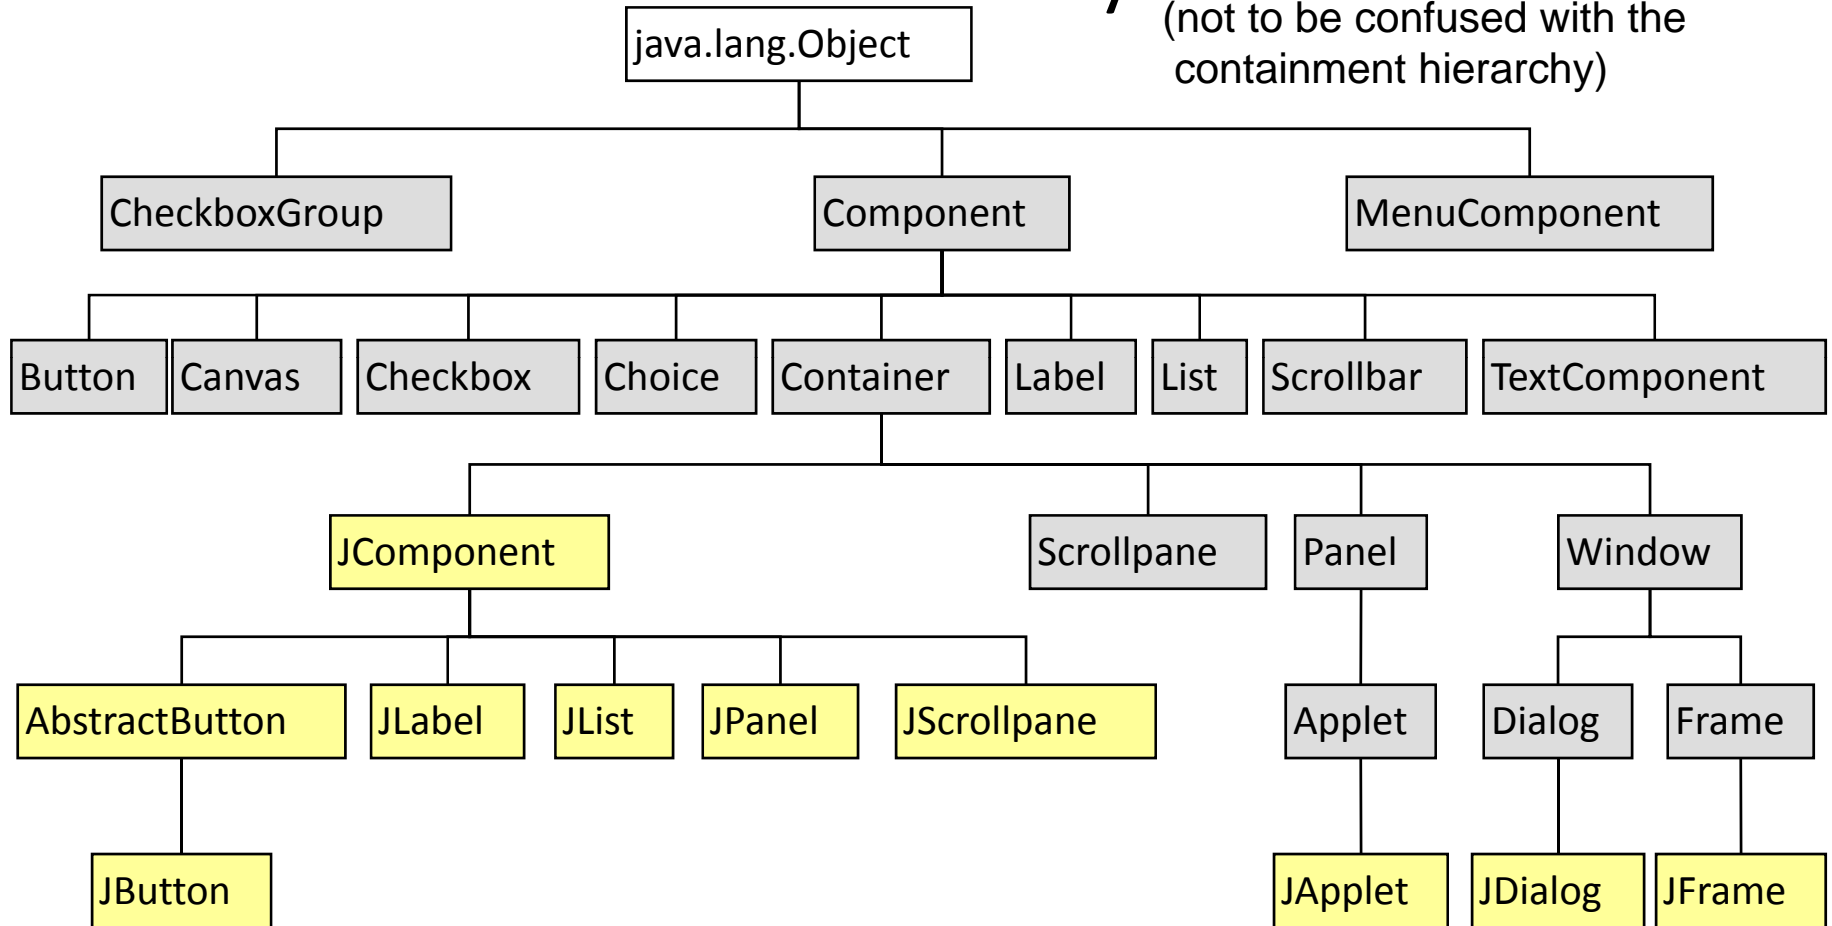 java.lang.Object
(not to be confused with the
containment hierarchy)
CheckboxGroup
Component
MenuComponent
Button
Canvas
Checkbox
Choice
Container
Label
List
Scrollbar
TextComponent
JComponent
Scrollpane
Panel
Window
AbstractButton
JLabel
JList
JPanel
JScrollpane
Applet
Dialog
Frame
JButton
JApplet
JDialog
JFrame